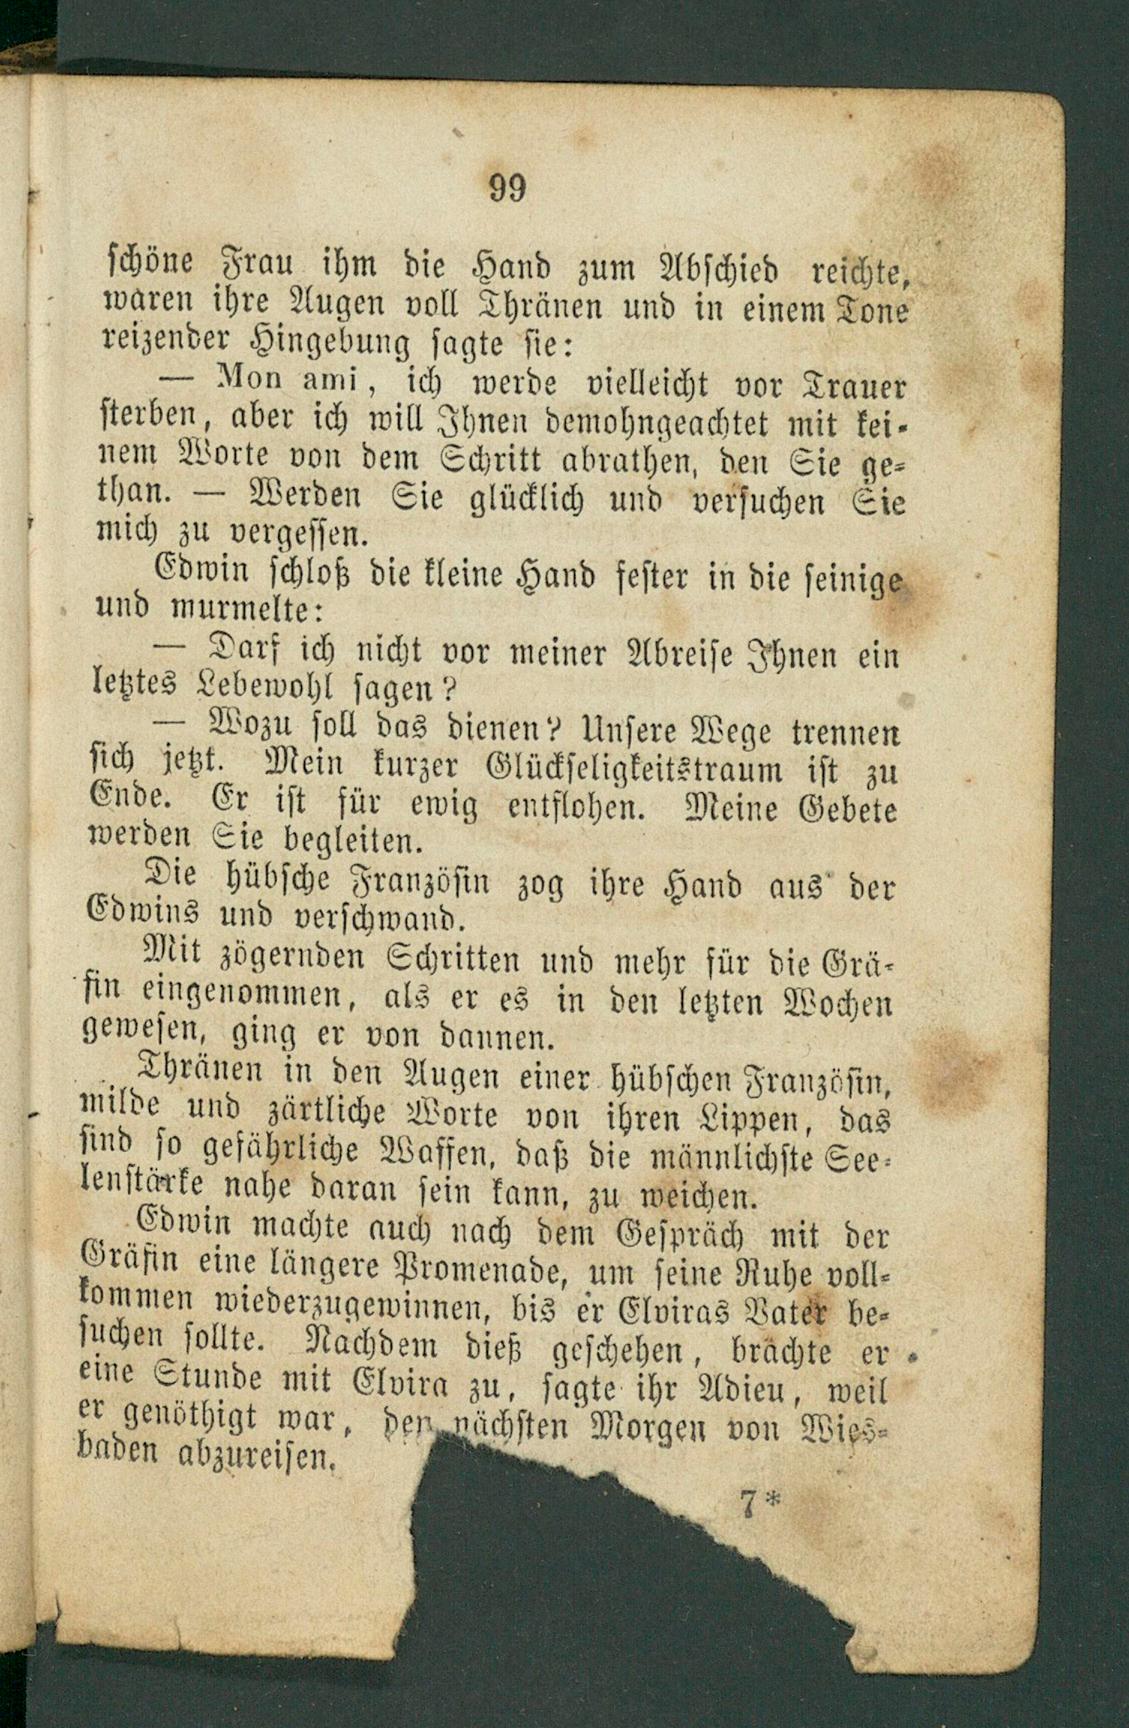 99
schöne Frau ihm die Hand zum Abschied reichte,
waren ihre Augen voll Thränen und in einem Tone
reizender Hingebung sagte sie:
— Mon ami, ich werde vielleicht vor Trauer
sterben, aber ich will Ihnen demohngeachtet mit kei-
nem Worte von dem Schritt abrathen, den Sie ge-
than. — Werden Sie glücklich und versuchen Sie
mich zu vergessen.
Edwin schloß die kleine Hand fester in die seinige
und murmelte:
— Darf ich nicht vor meiner Abreise Ihnen ein
letztes Lebewohl sagen?
— Wozu soll das dienen? Unsere Wege trennen
sich jetzt. Mein kurzer Glückseligkeitstraum ist zu
Ende. Er ist für ewig entflohen. Meine Gebete
werden Sie begleiten.
Die hübsche Französin zog ihre Hand aus der
Edwins und verschwand.
Mit zögernden Schritten und mehr für die Grä-
fin eingenommen, als er es in den letzten Wochen
gewesen, ging er von dannen.
Thränen in den Augen einer hübschen Französin,
milde und zärtliche Worte von ihren Lippen, das
sind so gefährliche Waffen, daß die männlichste See-
lenstärke nahe daran sein kann, zu weichen.
Edwin machte auch nach dem Gespräch mit der
Gräfin eine längere Promenade, um seine Ruhe voll-
kommen wiederzugewinnen, bis er Elviras Vater be-
suchen sollte. Nachdem dieß geschehen, brächte er
eine Stunde mit Elvira zu, sagte ihr Adieu, weil
er genöthigt war, den nächsten Morgen von Wies-
baden abzureisen.
7*